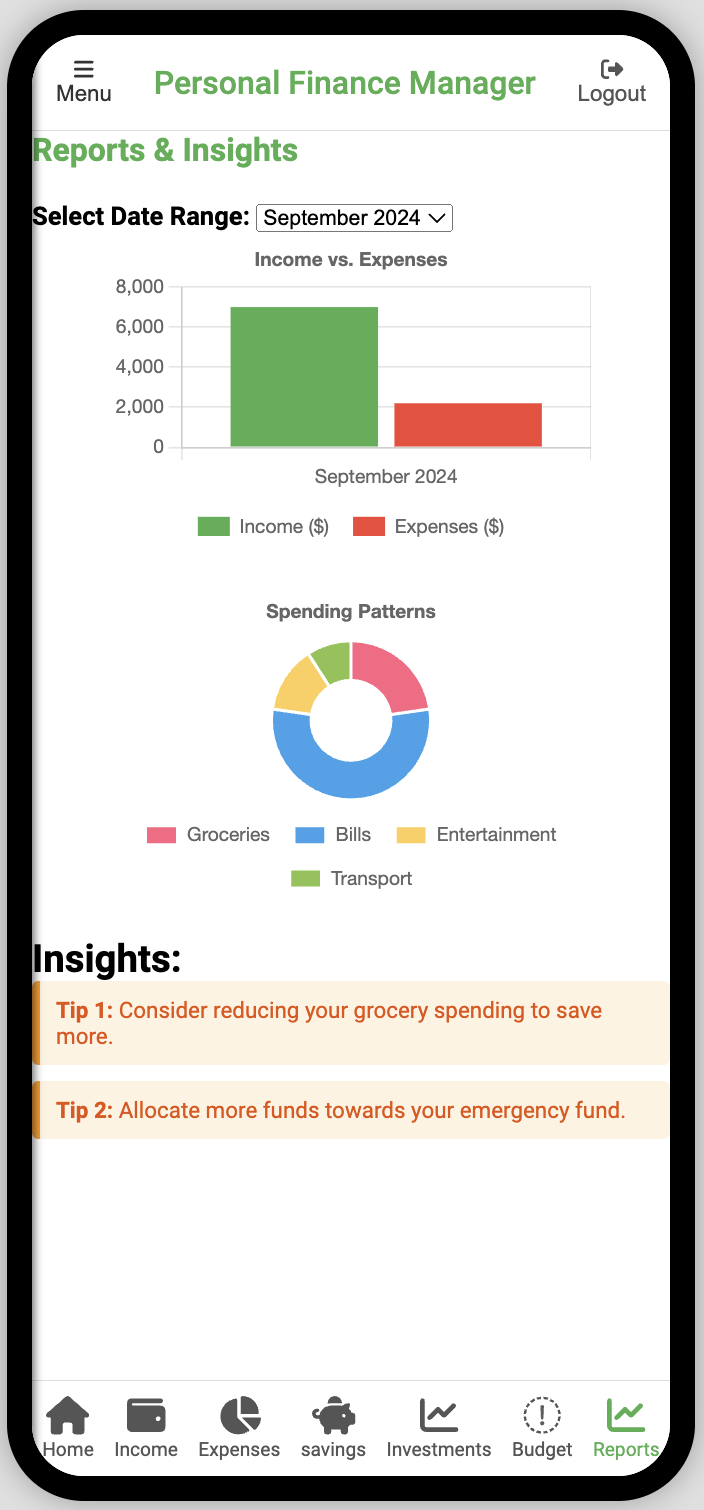 Menu
Personal Finance Manager
Logout
Reports & Insights
Select Date Range: September 2024
Income vs. Expenses
8,000
6,000
4,000
2,000
0
September 2024
Income ($) Expenses ($)
Spending Patterns
Groceries Bills Entertainment
Transport
Insights:
Tip 1: Consider reducing your grocery spending to save
more.
Tip 2: Allocate more funds towards your emergency fund.
Home Income Expenses savings Investments Budget Reports